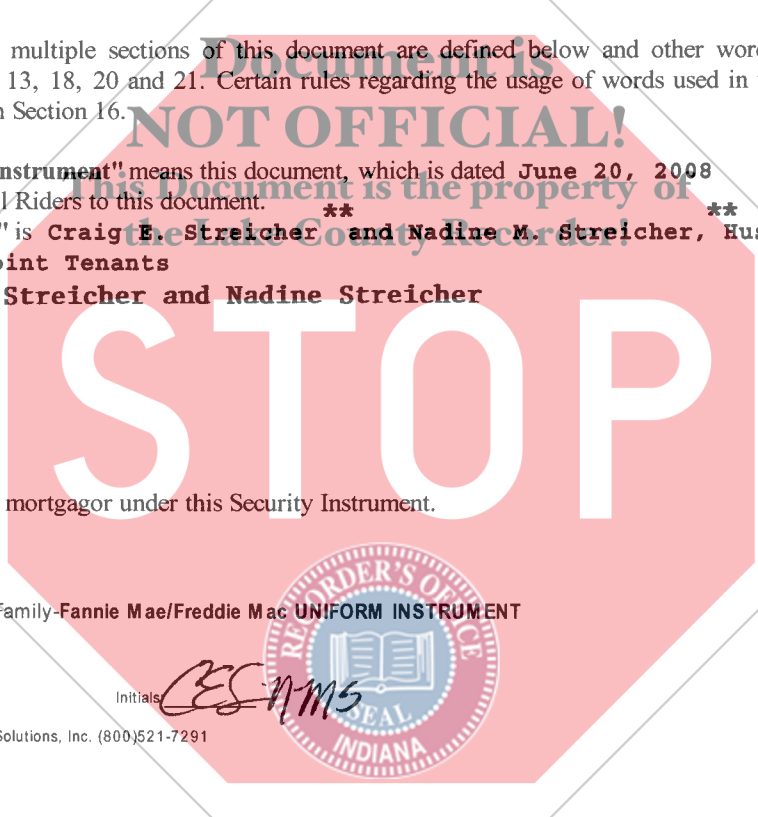 multiple sections of this document are defined below and other wor
13, 18, 20 and 21. Certain rules regarding the usage of words used in
Section 16.
Document is
NOT OFFICIAL!
This Document is the property of
the Lake County Recorder!
nstrument" means this document, which is dated June 20, 2008
l Riders to this document.
** **
" is Craig E. Streicher and Nadine M. Streicher, Hus
int Tenants
Streicher and Nadine Streicher
STOP
mortgagor under this Security Instrument.
Family-Fannie Mae/Freddie Mac UNIFORM INSTRUMENT
RECORDER'S OFFICE
SEAL
INDIANA
Initials: CES NMS
Solutions, Inc. (800)521-7291